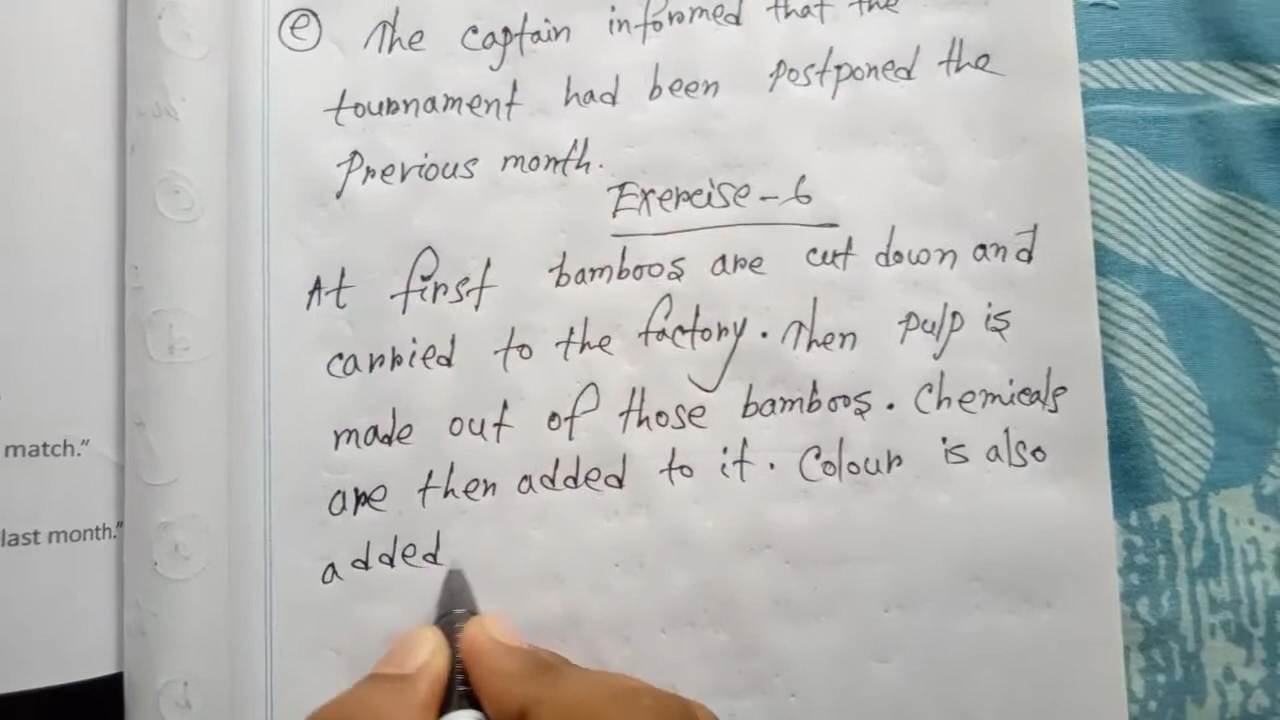 ⓔ The captain informed that the
tournament had been postponed the
Previous month.
Exercise-6
At first bamboos are cut down and
carried to the factory. Then pulp is
made out of those bamboos. Chemicals
are then added to it. Colour is also
added
match."
last month."